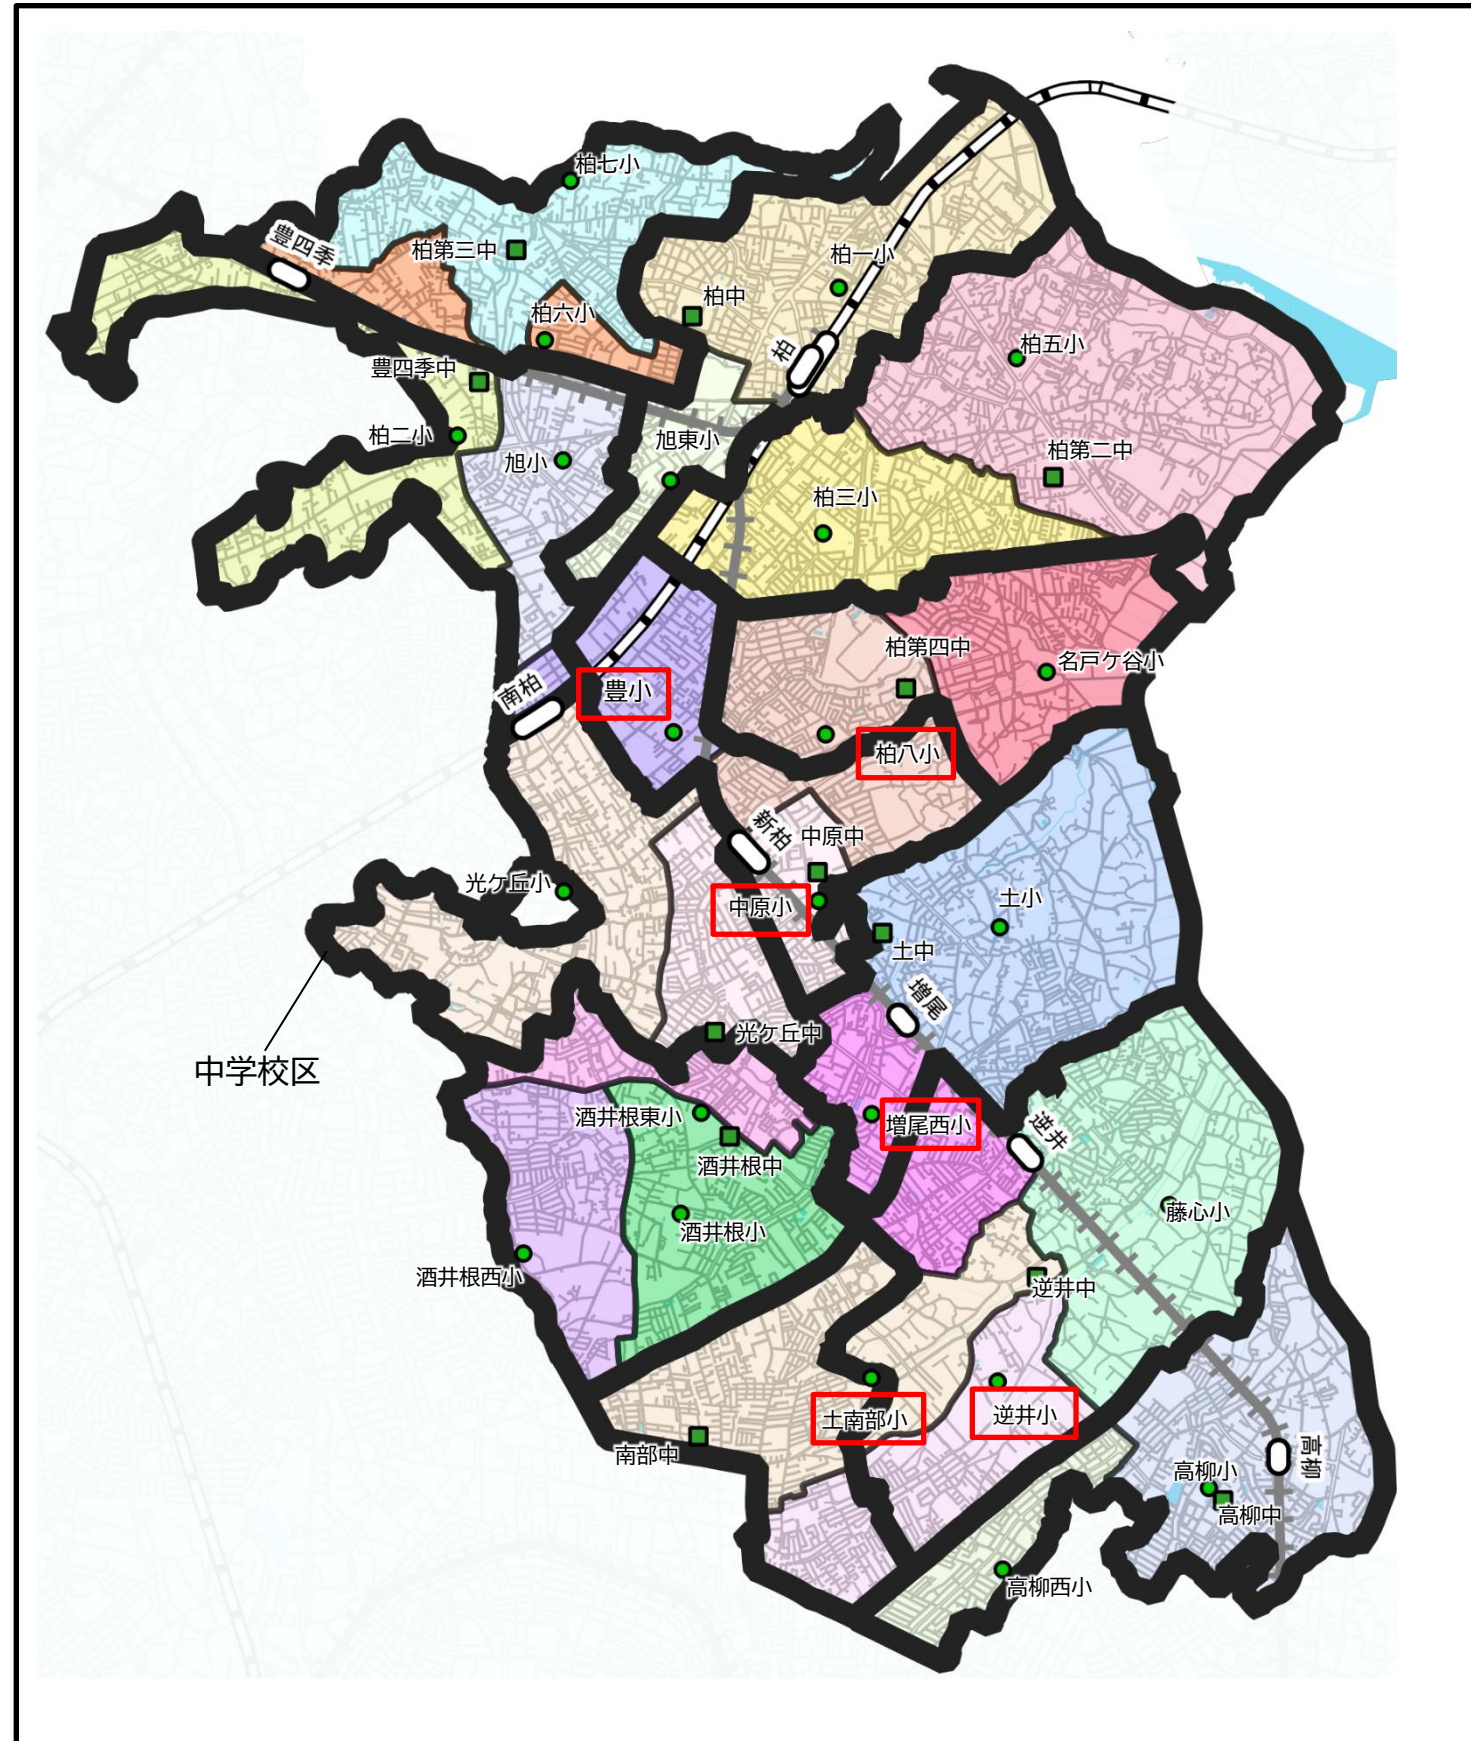 柏七小
豊四季
柏第三中
柏一小
柏中
柏六小
柏
柏五小
豊四季中
柏二小
旭東小
旭小
柏第二中
柏三小
柏第四中
名戸ケ谷小
南柏
豊小
柏八小
新柏
中原中
光ケ丘小
中原小
土小
土中
増尾
光ケ丘中
中学校区
酒井根東小
増尾西小
逆井
酒井根中
酒井根小
藤心小
酒井根西小
逆井中
土南部小
逆井小
南部中
高柳
高柳小
高柳中
高柳西小